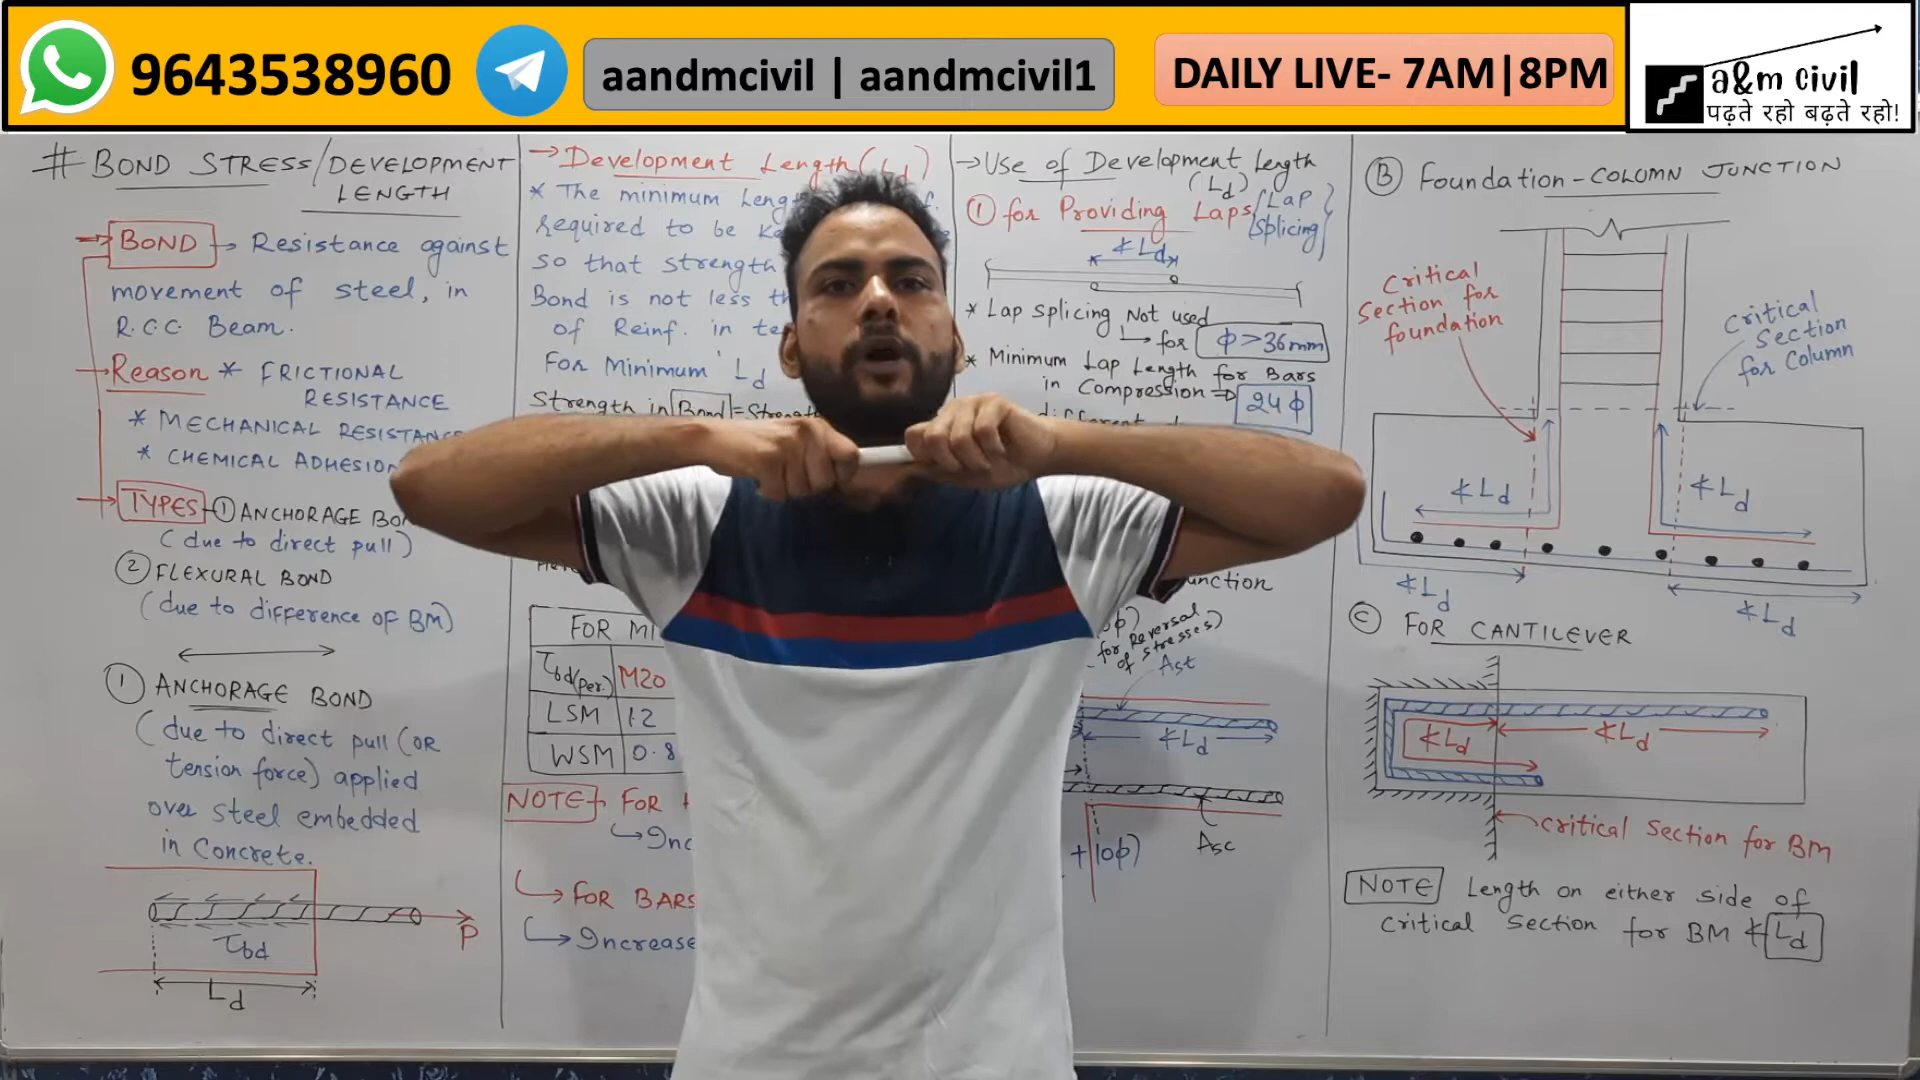 9643538960
aandmcivil | aandmcivil1
DAILY LIVE- 7AM|8PM
a&m civil
पढ़ते रहो बढ़ते रहो!
# BOND STRESS/DEVELOPMENT
LENGTH
BOND → Resistance against
movement of steel, in
R.C.C Beam.
Reason * FRICTIONAL
RESISTANCE
* MECHANICAL RESISTANCE
* CHEMICAL ADHESION
TYPES ① ANCHORAGE
(due to direct pull)
② FLEXURAL BOND
(due to difference of BM)
① ANCHORAGE BOND
(due to direct pull (OR
tension force) applied
over steel embedded
in Concrete.
P
τbd
Ld
→ Development Length (Ld)
* The minimum
required to be
so that strength
Bond is not less
of Reinf. in
For Minimum Ld
Strength in Bond =
FOR
τbd(per.) M20
LSM 1.2
WSM 0.8
NOTE FOR
→ FOR BARS
→ Increase
→ Use of Development Length
(Ld)
① for Providing Laps/Lap
Splicing
≮Ld
* Lap Splicing Not used
for φ>36mm
* Minimum Lap Length for Bars
in Compression ⇒ 24φ
for Reversal
of stresses)
Ast
≮Ld
Asc
+10φ)
Ⓑ Foundation-COLUMN JUNCTION
Critical
Section for
foundation
Critical
Section
for Column
≮Ld
≮Ld
≮Ld
≮Ld
Ⓒ FOR CANTILEVER
≮Ld
≮Ld
critical Section for BM
NOTE Length on either side of
Critical Section for BM ≮Ld